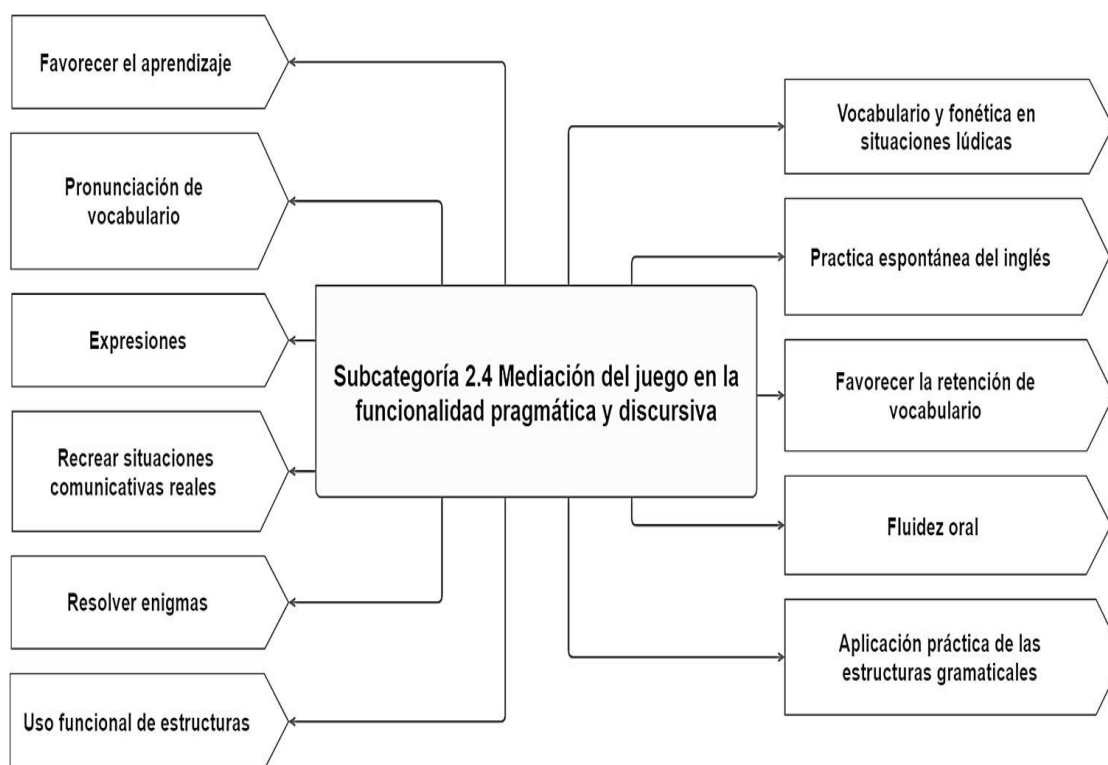 Favorecer el aprendizaje
Pronunciación de
vocabulario
Expresiones
Recrear situaciones
comunicativas reales
Resolver enigmas
Uso funcional de estructuras
Subcategoría 2.4 Mediación del juego en la
funcionalidad pragmática y discursiva
Vocabulario y fonética en
situaciones lúdicas
Practica espontánea del inglés
Favorecer la retención de
vocabulario
Fluidez oral
Aplicación práctica de las
estructuras gramaticales